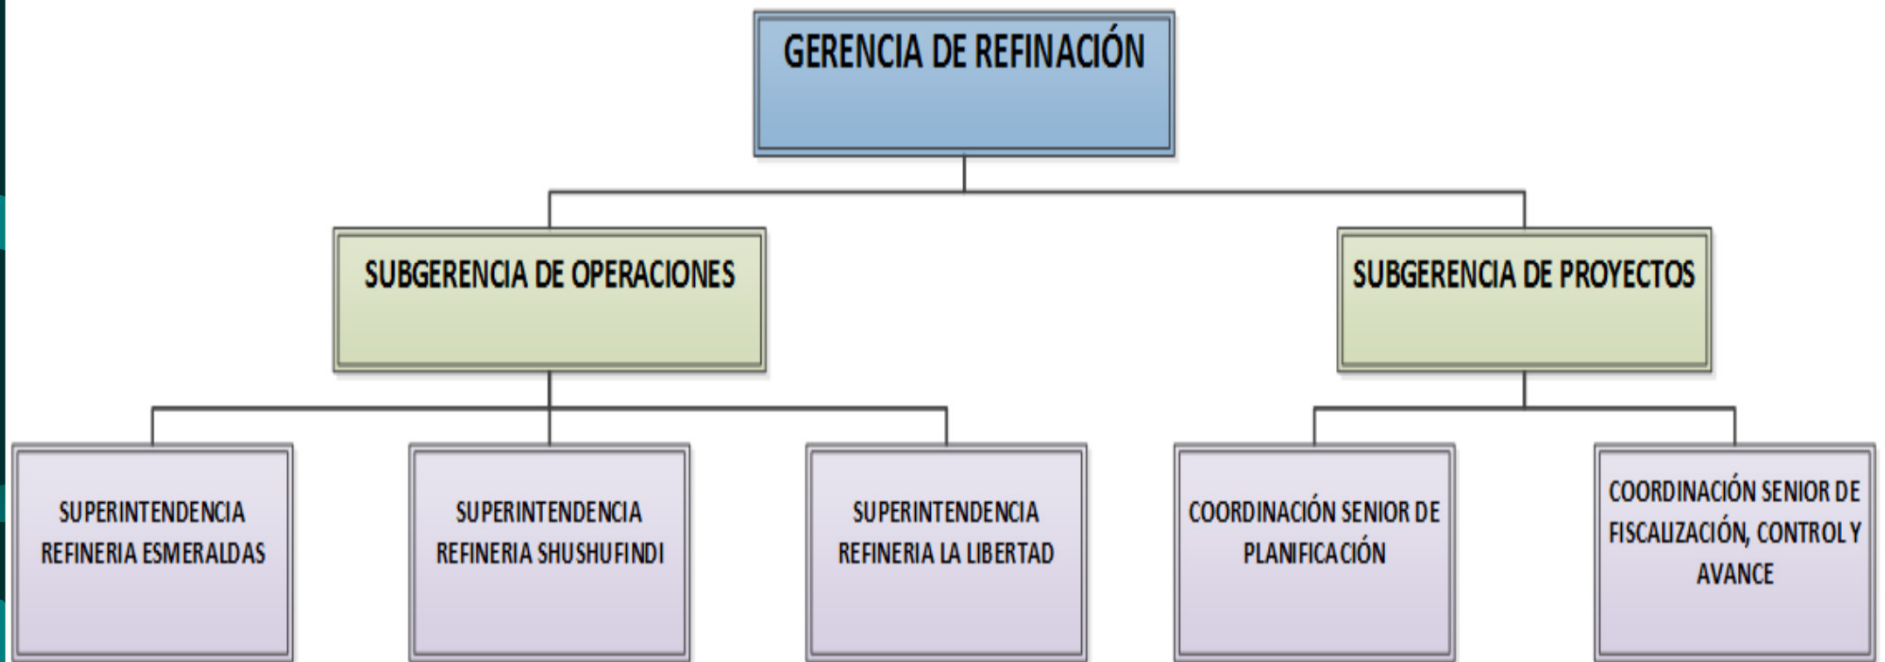 GERENCIA DE REFINACIÓN
SUBGERENCIA DE OPERACIONES
SUBGERENCIA DE PROYECTOS
SUPERINTENDENCIA
REFINERIA ESMERALDAS
SUPERINTENDENCIA
REFINERIA SHUSHUFINDI
SUPERINTENDENCIA
REFINERIA LA LIBERTAD
COORDINACIÓN SENIOR DE
PLANIFICACIÓN
COORDINACIÓN SENIOR DE
FISCALIZACIÓN, CONTROL Y
AVANCE